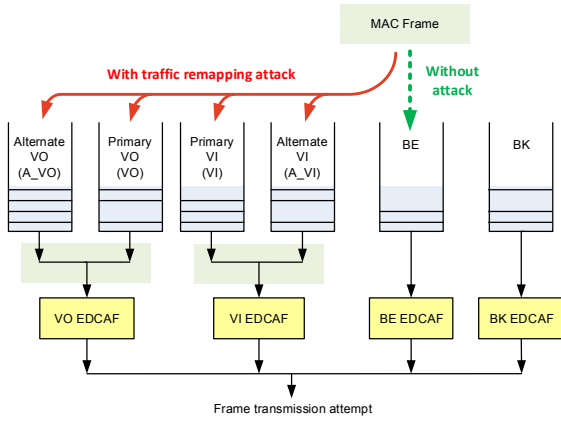 MAC Frame
With traffic remapping attack
Without
attack
Alternate
VO
(A_VO)
Primary
VO
(VO)
Primary
VI
(VI)
Alternate
VI
(A_VI)
BE
BK
VO EDCAF
VI EDCAF
BE EDCAF
BK EDCAF
Frame transmission attempt